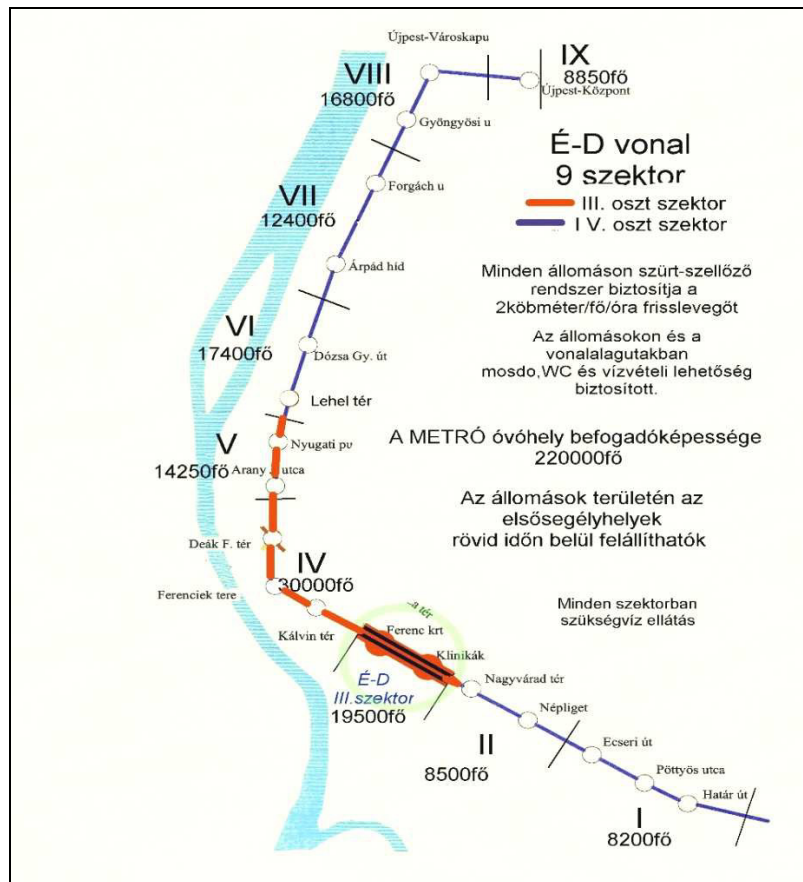 Újpest-Városkapu
IX
8850fő
Újpest-Központ
VIII
16800fő
Gyöngyösi u
É-D vonal
9 szektor
III. oszt szektor
I V. oszt szektor
Forgách u
VII
12400fő
Minden állomáson szűrt-szellőző
rendszer biztosítja a
2köbméter/fő/óra frisslevegőt
Árpád híd
Az állomásokon és a
vonalalagutakban
mosdo,WC és vízvételi lehetőség
biztosított.
VI
17400fő
Dózsa Gy. út
Lehel tér
Nyugati pu
V
14250fő
Arany J utca
A METRÓ óvóhely befogadóképessége
220000fő
Az állomások területén az
elsősegélyhelyek
rövid időn belül felállíthatók
Deák F. tér
IV
30000fő
Ferenciek tere
Minden szektorban
szükségvíz ellátás
Kálvin tér
tér
Ferenc krt
Klinikák
É-D
III.szektor
19500fő
Nagyvárad tér
Népliget
II
8500fő
Ecseri út
Pöttyös utca
Határ út
I
8200fő